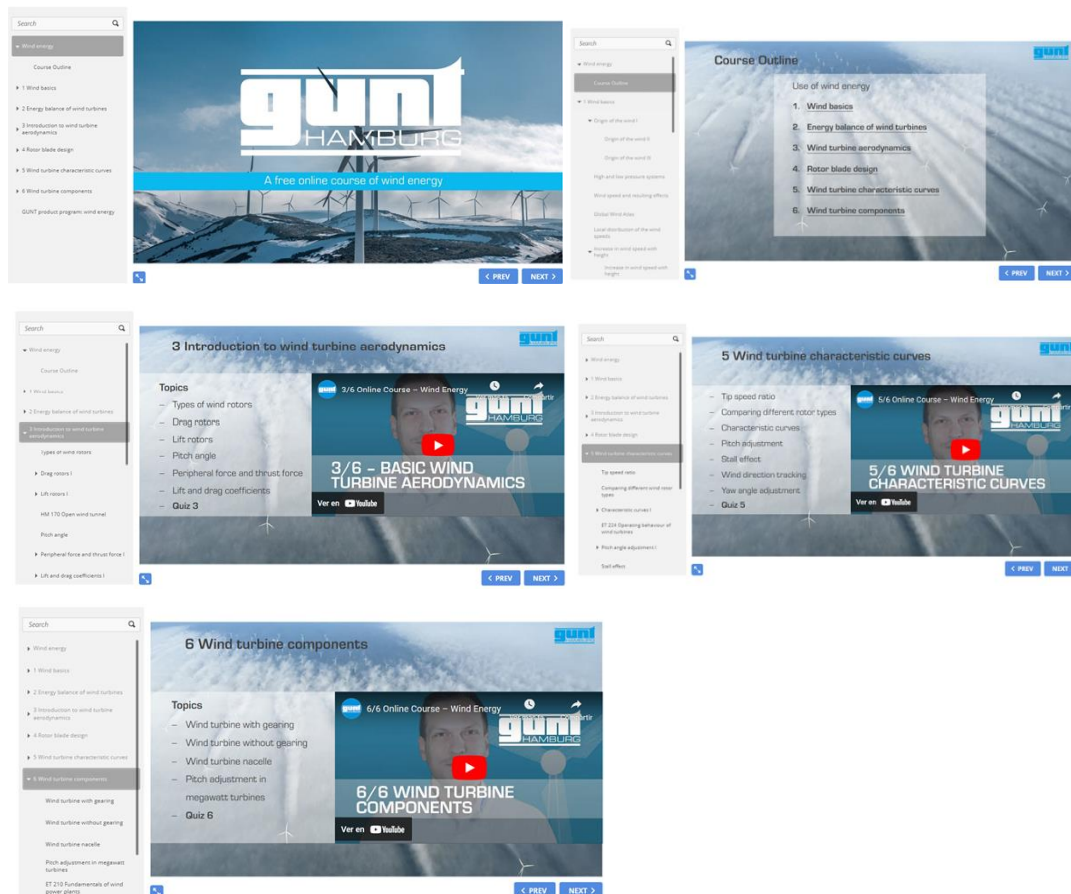 Search
Wind energy
Course Outline
1 Wind basics
2 Energy balance of wind turbines
3 Introduction to wind turbine
aerodynamics
4 Rotor blade design
5 Wind turbine characteristic curves
6 Wind turbine components
GUNT product program: wind energy
gunt
HAMBURG
A free online course of wind energy
< PREV
NEXT >
Search
Wind energy
Course Outline
1 Wind basics
Origin of the wind I
Origin of the wind II
Origin of the wind III
High and low pressure systems
Wind speed and resulting effects
Global Wind Atlas
Local distribution of the wind
speeds
Increase in wind speed with
height
Increase in wind speed with
height
Course Outline
gunt
Use of wind energy
1. Wind basics
2. Energy balance of wind turbines
3. Wind turbine aerodynamics
4. Rotor blade design
5. Wind turbine characteristic curves
6. Wind turbine components
< PREV
NEXT >
Search
Wind energy
Course Outline
1 Wind basics
2 Energy balance of wind turbines
3 Introduction to wind turbine
aerodynamics
Types of wind rotors
Drag rotors I
Lift rotors I
HM 170 Open wind tunnel
Pitch angle
Peripheral force and thrust force I
Lift and drag coefficients I
3 Introduction to wind turbine aerodynamics
gunt
Topics
– Types of wind rotors
– Drag rotors
– Lift rotors
– Pitch angle
– Peripheral force and thrust force
– Lift and drag coefficients
– Quiz 3
3/6 Online Course – Wind Energy
gunt
HAMBURG
3/6 – BASIC WIND
TURBINE AERODYNAMICS
Ver en YouTube
< PREV
NEXT >
Search
Wind energy
1 Wind basics
2 Energy balance of wind turbines
3 Introduction to wind turbine
aerodynamics
4 Rotor blade design
5 Wind turbine characteristic curves
Tip speed ratio
Comparing different wind rotor
types
Characteristic curves I
ET 224 Operating behaviour of
wind turbines
Pitch angle adjustment I
Stall effect
5 Wind turbine characteristic curves
gunt
– Tip speed ratio
– Comparing different rotor types
– Characteristic curves
– Pitch adjustment
– Stall effect
– Wind direction tracking
– Yaw angle adjustment
– Quiz 5
5/6 Online Course – Wind Energy
gunt
HAMBURG
5/6 WIND TURBINE
CHARACTERISTIC CURVES
Ver en YouTube
< PREV
NEXT
Search
Wind energy
1 Wind basics
2 Energy balance of wind turbines
3 Introduction to wind turbine
aerodynamics
4 Rotor blade design
5 Wind turbine characteristic curves
6 Wind turbine components
Wind turbine with gearing
Wind turbine without gearing
Wind turbine nacelle
Pitch adjustment in megawatt
turbines
ET 210 Fundamentals of wind
power plants
6 Wind turbine components
gunt
Topics
– Wind turbine with gearing
– Wind turbine without gearing
– Wind turbine nacelle
– Pitch adjustment in
megawatt turbines
– Quiz 6
6/6 Online Course – Wind Energy
gunt
HAMBURG
6/6 WIND TURBINE
COMPONENTS
Ver en YouTube
< PREV
NEXT >